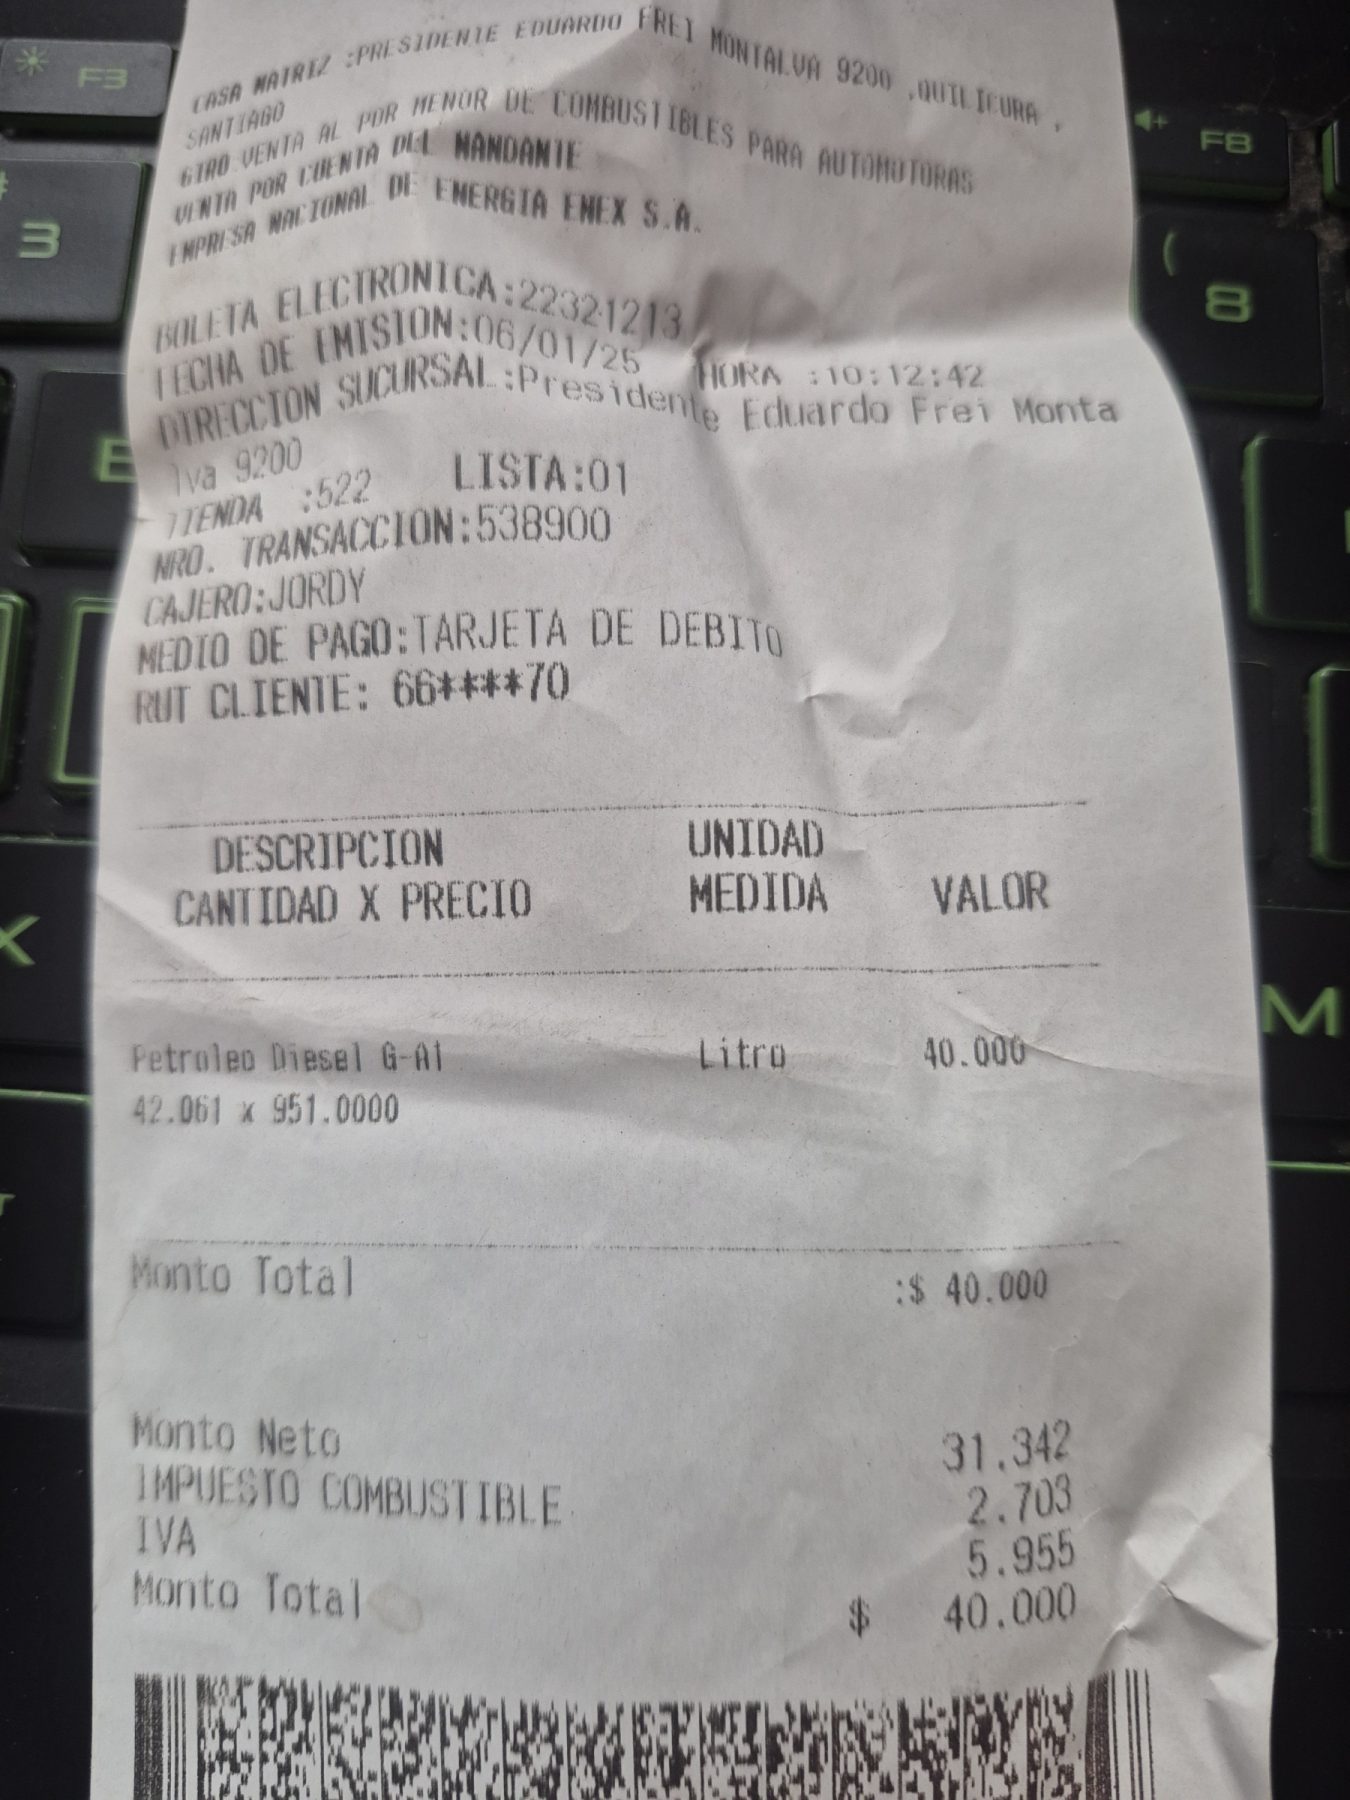 CASA MATRIZ :PRESIDENTE EDUARDO FREI MONTALVA 9200 ,QUILICURA ,
SANTIAGO
GIRO:VENTA AL POR MENOR DE COMBUSTIBLES PARA AUTOMOTORAS
VENTA POR CUENTA DEL MANDANTE
EMPRESA NACIONAL DE ENERGIA ENEX S.A.
BOLETA ELECTRONICA:22321213
FECHA DE EMISION:06/01/25 HORA :10:12:42
DIRECCION SUCURSAL:Presidente Eduardo Frei Monta
lva 9200
TIENDA :522 LISTA:01
NRO. TRANSACCION:538900
CAJERO:JORDY
MEDIO DE PAGO:TARJETA DE DEBITO
RUT CLIENTE: 66****70
DESCRIPCION UNIDAD
CANTIDAD X PRECIO MEDIDA VALOR
Petroleo Diesel G-A1 Litro 40.000
42.061 x 951.0000
Monto Total :$ 40.000
Monto Neto 31.342
IMPUESTO COMBUSTIBLE 2.703
IVA 5.955
Monto Total $ 40.000
F3
F8
3
8
E
X
M